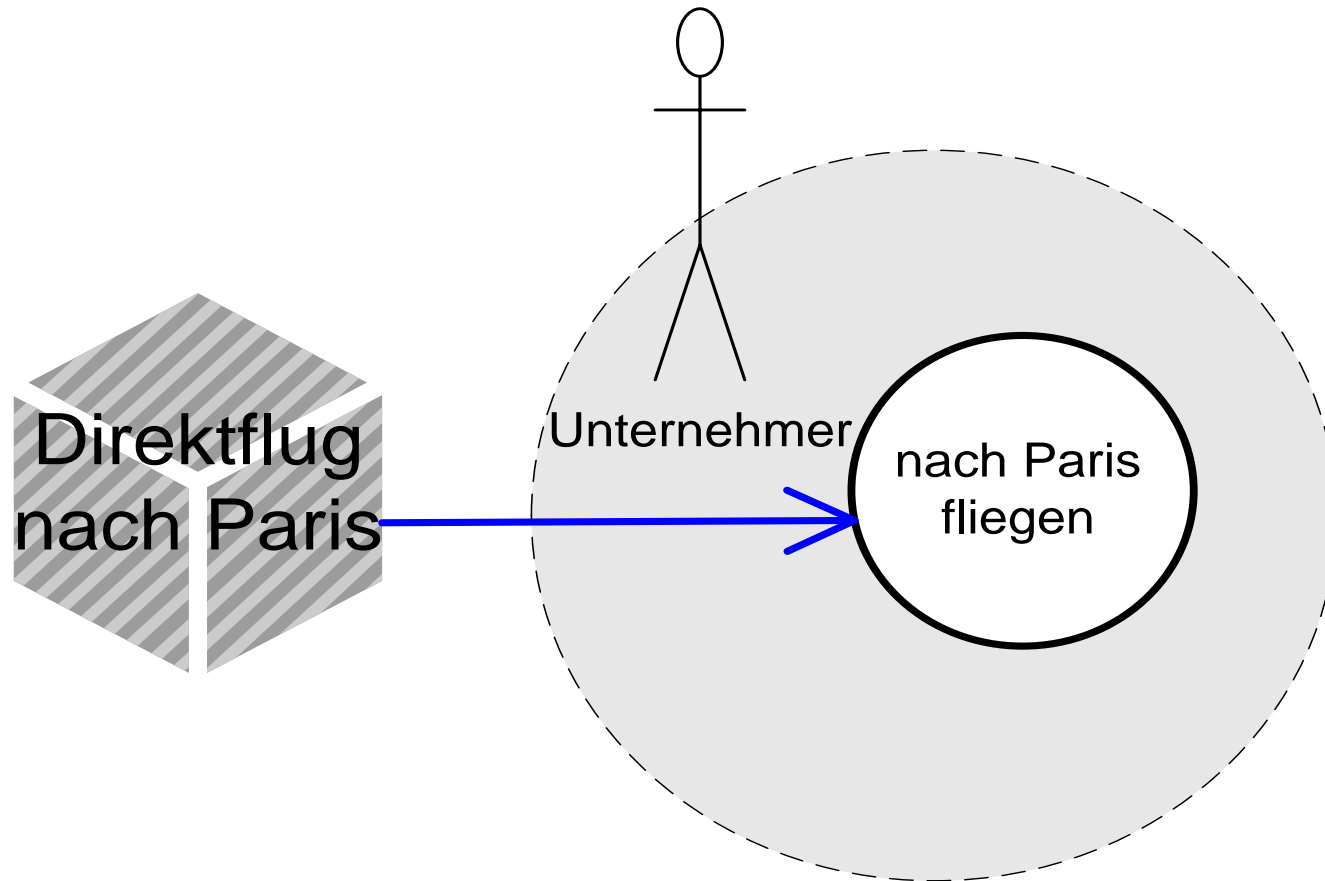 Direktflug
nach Paris
Unternehmer
nach Paris
fliegen